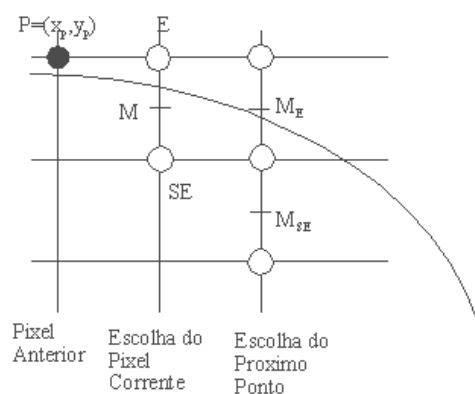 P=(xp,yp)
E
M
ME
SE
MSE
Pixel
Anterior
Escolha do
Pixel
Corrente
Escolha do
Proximo
Ponto